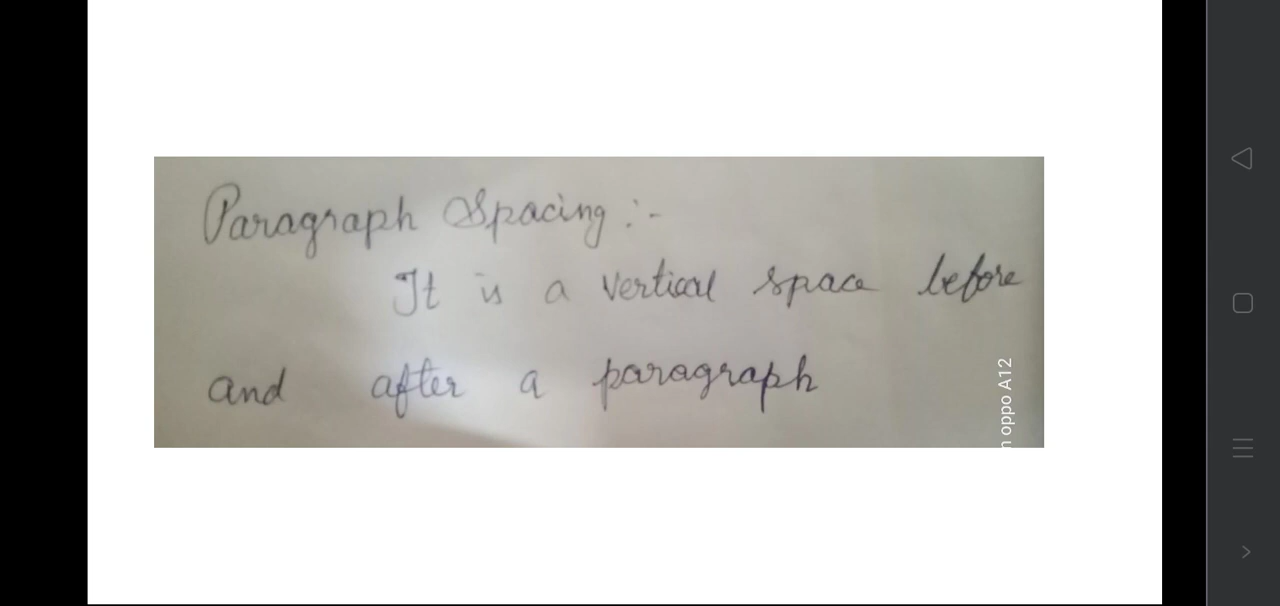 Paragraph Spacing :-
It is a vertical space before
and after a paragraph
n oppo A12